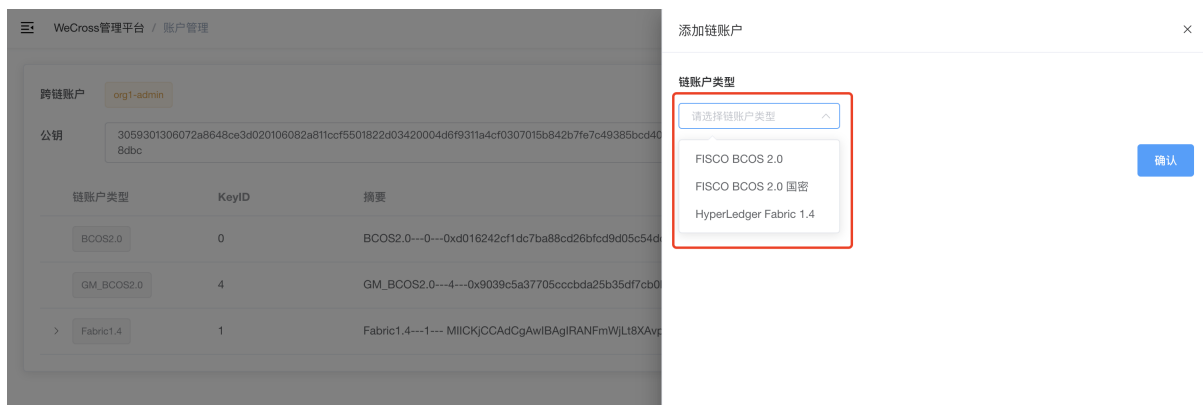 WeCross管理平台 / 账户管理
跨链账户 org1-admin
公钥 3059301306072a8648ce3d020106082a811ccf5501822d03420004d6f9311a4cf0307015b842b7fe7c49385bcd40
8dbc
链账户类型 KeyID 摘要
BCOS2.0 0 BCOS2.0---0---0xd016242cf1dc7ba88cd26bfcd9d05c54d
GM_BCOS2.0 4 GM_BCOS2.0---4---0x9039c5a37705cccbda25b35df7cb0
Fabric1.4 1 Fabric1.4---1--- MIICKjCCAdCgAwIBAgIRANFmWjLt8XAvp
添加链账户
链账户类型
请选择链账户类型
FISCO BCOS 2.0
FISCO BCOS 2.0 国密
HyperLedger Fabric 1.4
确认